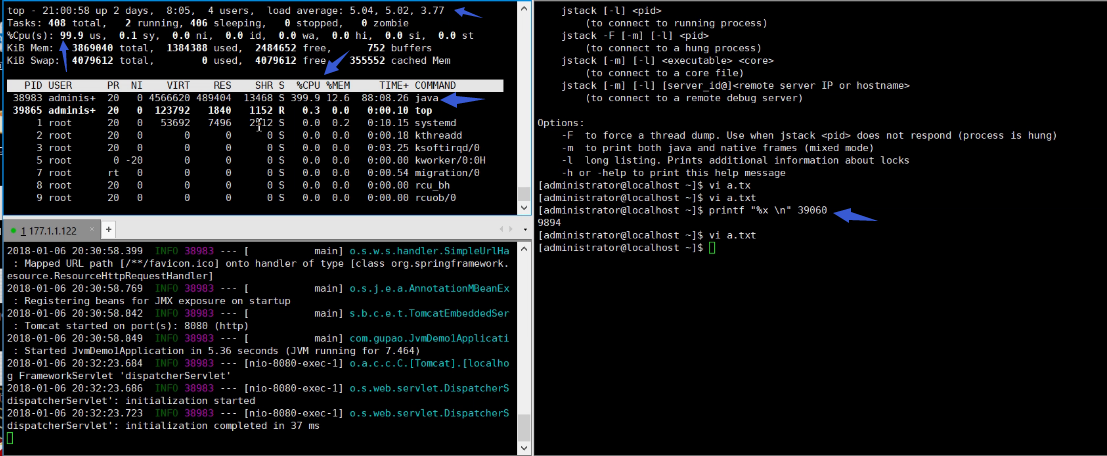 top - 21:00:58 up 2 days,  8:05,  4 users,  load average: 5.04, 5.02, 3.77
Tasks: 408 total,   2 running, 406 sleeping,   0 stopped,   0 zombie
%Cpu(s): 99.9 us,  0.1 sy,  0.0 ni,  0.0 id,  0.0 wa,  0.0 hi,  0.0 si,  0.0 st
KiB Mem:   3869040 total,  1384388 used,  2484652 free,      752 buffers
KiB Swap:  4079612 total,        0 used,  4079612 free,   355552 cached Mem
PID USER      PR  NI    VIRT    RES    SHR S  %CPU %MEM     TIME+ COMMAND
38983 adminis+  20   0 4566620 489404  13468 S 399.9 12.6  88:08.26 java
39865 adminis+  20   0  123792   1840   1152 R   0.3  0.0   0:00.10 top
1 root      20   0   53692   7496   2512 S   0.0  0.2   0:10.15 systemd
2 root      20   0       0      0      0 S   0.0  0.0   0:00.18 kthreadd
3 root      20   0       0      0      0 S   0.0  0.0   0:03.25 ksoftirqd/0
5 root       0 -20       0      0      0 S   0.0  0.0   0:00.00 kworker/0:0H
7 root      rt   0       0      0      0 S   0.0  0.0   0:00.54 migration/0
8 root      20   0       0      0      0 S   0.0  0.0   0:00.00 rcu_bh
9 root      20   0       0      0      0 S   0.0  0.0   0:00.00 rcuob/0
1 177.1.1.122
2018-01-06 20:30:58.399  INFO 38983 --- [           main] o.s.w.s.handler.SimpleUrlHa
: Mapped URL path [/**/favicon.ico] onto handler of type [class org.springframework.
esource.ResourceHttpRequestHandler]
2018-01-06 20:30:58.769  INFO 38983 --- [           main] o.s.j.e.a.AnnotationMBeanEx
: Registering beans for JMX exposure on startup
2018-01-06 20:30:58.842  INFO 38983 --- [           main] s.b.c.e.t.TomcatEmbeddedSer
: Tomcat started on port(s): 8080 (http)
2018-01-06 20:30:58.849  INFO 38983 --- [           main] com.gupao.JvmDemo1Applicati
: Started JvmDemo1Application in 5.36 seconds (JVM running for 7.464)
2018-01-06 20:32:23.684  INFO 38983 --- [nio-8080-exec-1] o.a.c.c.C.[Tomcat].[localho
g FrameworkServlet 'dispatcherServlet'
2018-01-06 20:32:23.686  INFO 38983 --- [nio-8080-exec-1] o.s.web.servlet.DispatcherS
dispatcherServlet': initialization started
2018-01-06 20:32:23.723  INFO 38983 --- [nio-8080-exec-1] o.s.web.servlet.DispatcherS
dispatcherServlet': initialization completed in 37 ms
jstack [-l] <pid>
(to connect to running process)
jstack -F [-m] [-l] <pid>
(to connect to a hung process)
jstack [-m] [-l] <executable> <core>
(to connect to a core file)
jstack [-m] [-l] [server_id@]<remote server IP or hostname>
(to connect to a remote debug server)
Options:
-F  to force a thread dump. Use when jstack <pid> does not respond (process is hung)
-m  to print both java and native frames (mixed mode)
-l  long listing. Prints additional information about locks
-h or -help to print this help message
[administrator@localhost ~]$ vi a.tx
[administrator@localhost ~]$ vi a.txt
[administrator@localhost ~]$ printf "%x \n" 39060
9894
[administrator@localhost ~]$ vi a.txt
[administrator@localhost ~]$